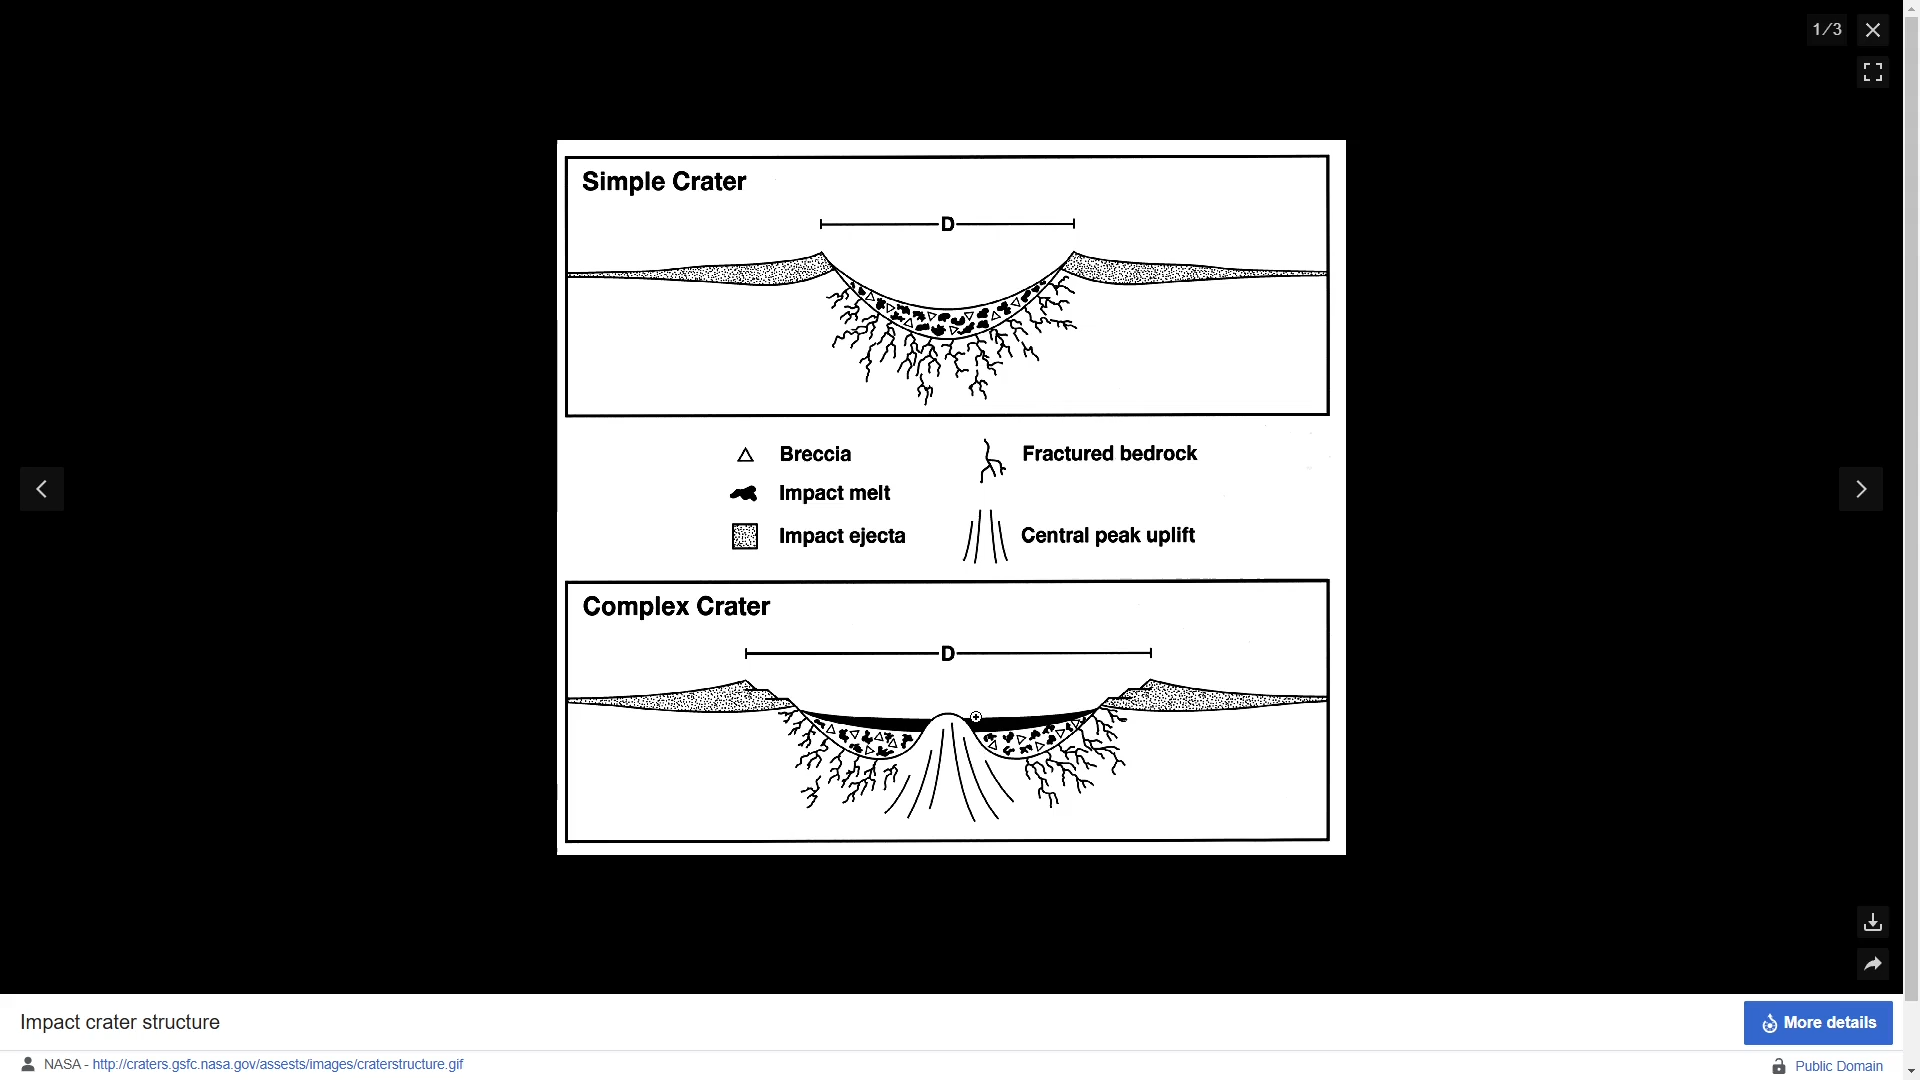 1/3
Simple Crater
D
Breccia
Fractured bedrock
Impact melt
Impact ejecta
Central peak uplift
Complex Crater
D
Impact crater structure
More details
NASA - http://craters.gsfc.nasa.gov/assests/images/craterstructure.gif
Public Domain